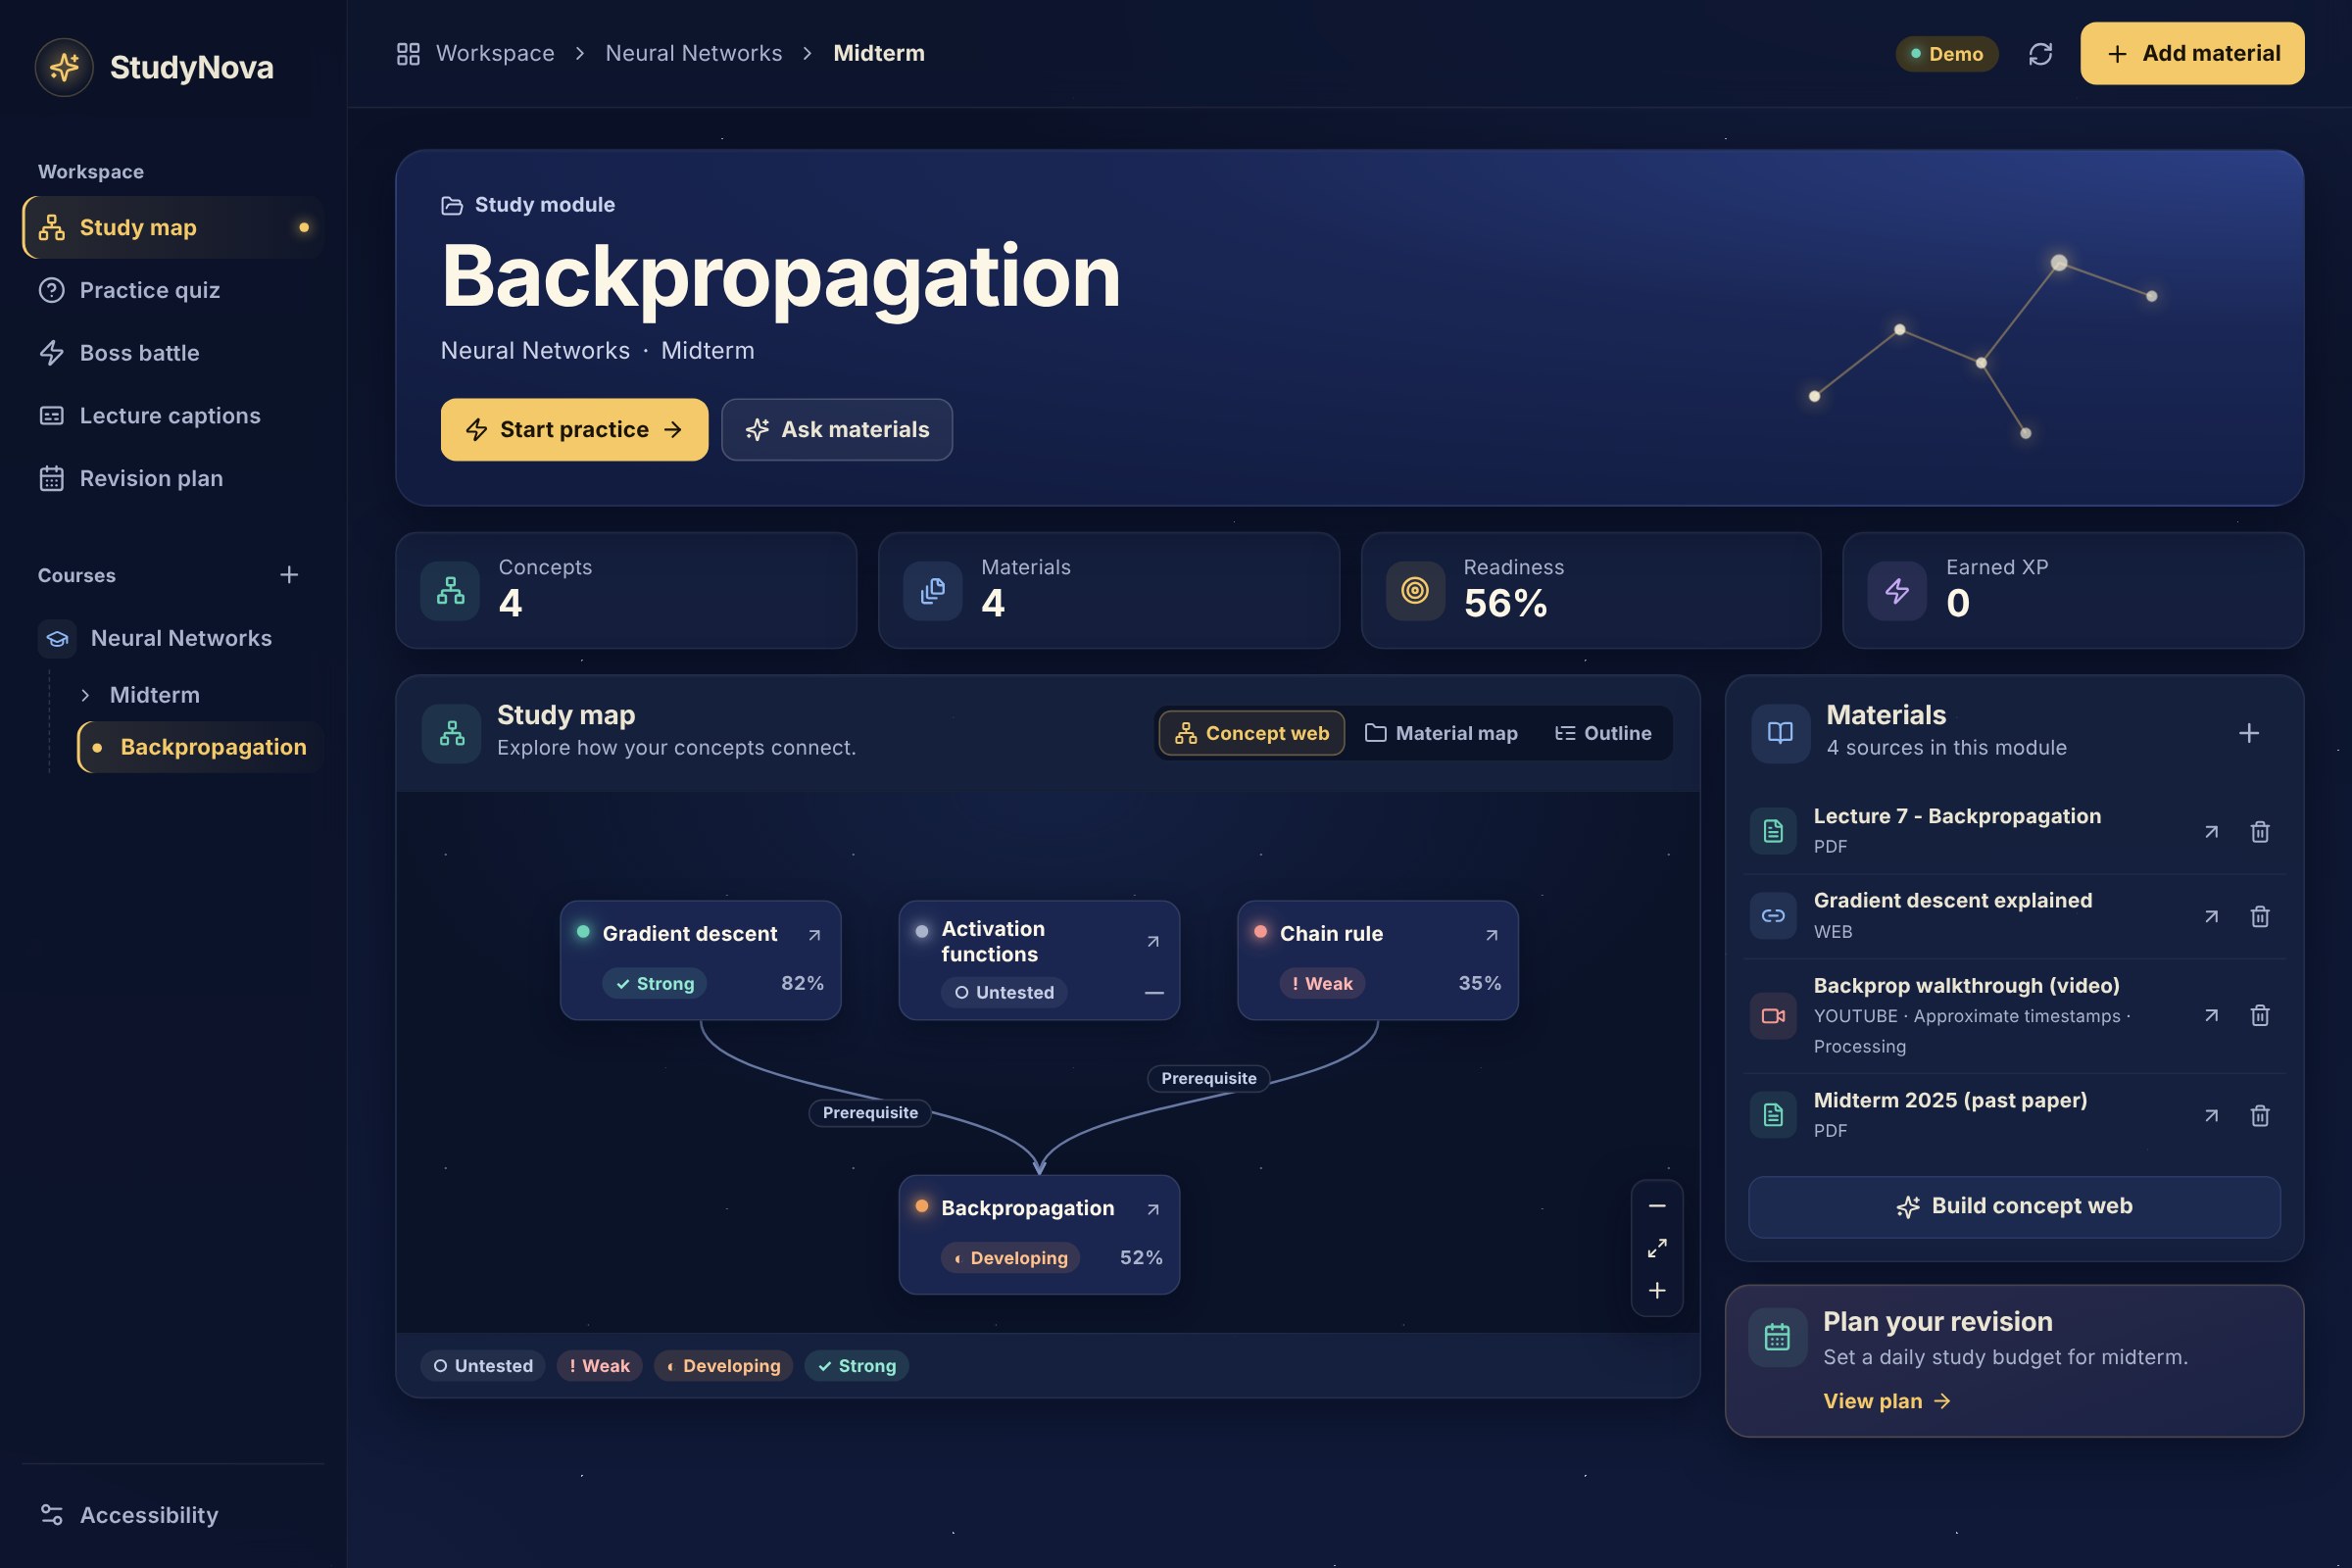 StudyNova
Workspace
Study map
Practice quiz
Boss battle
Lecture captions
Revision plan
Courses
Neural Networks
Midterm
Backpropagation
Accessibility
Workspace > Neural Networks > Midterm
Demo
Add material
Study module
Backpropagation
Neural Networks · Midterm
Start practice
Ask materials
Concepts
4
Materials
4
Readiness
56%
Earned XP
0
Study map
Explore how your concepts connect.
Concept web
Material map
Outline
Gradient descent
Strong 82%
Activation
functions
Untested —
Chain rule
! Weak 35%
Prerequisite
Prerequisite
Backpropagation
Developing 52%
Untested
! Weak
Developing
Strong
Materials
4 sources in this module
Lecture 7 - Backpropagation
PDF
Gradient descent explained
WEB
Backprop walkthrough (video)
YOUTUBE · Approximate timestamps ·
Processing
Midterm 2025 (past paper)
PDF
Build concept web
Plan your revision
Set a daily study budget for midterm.
View plan